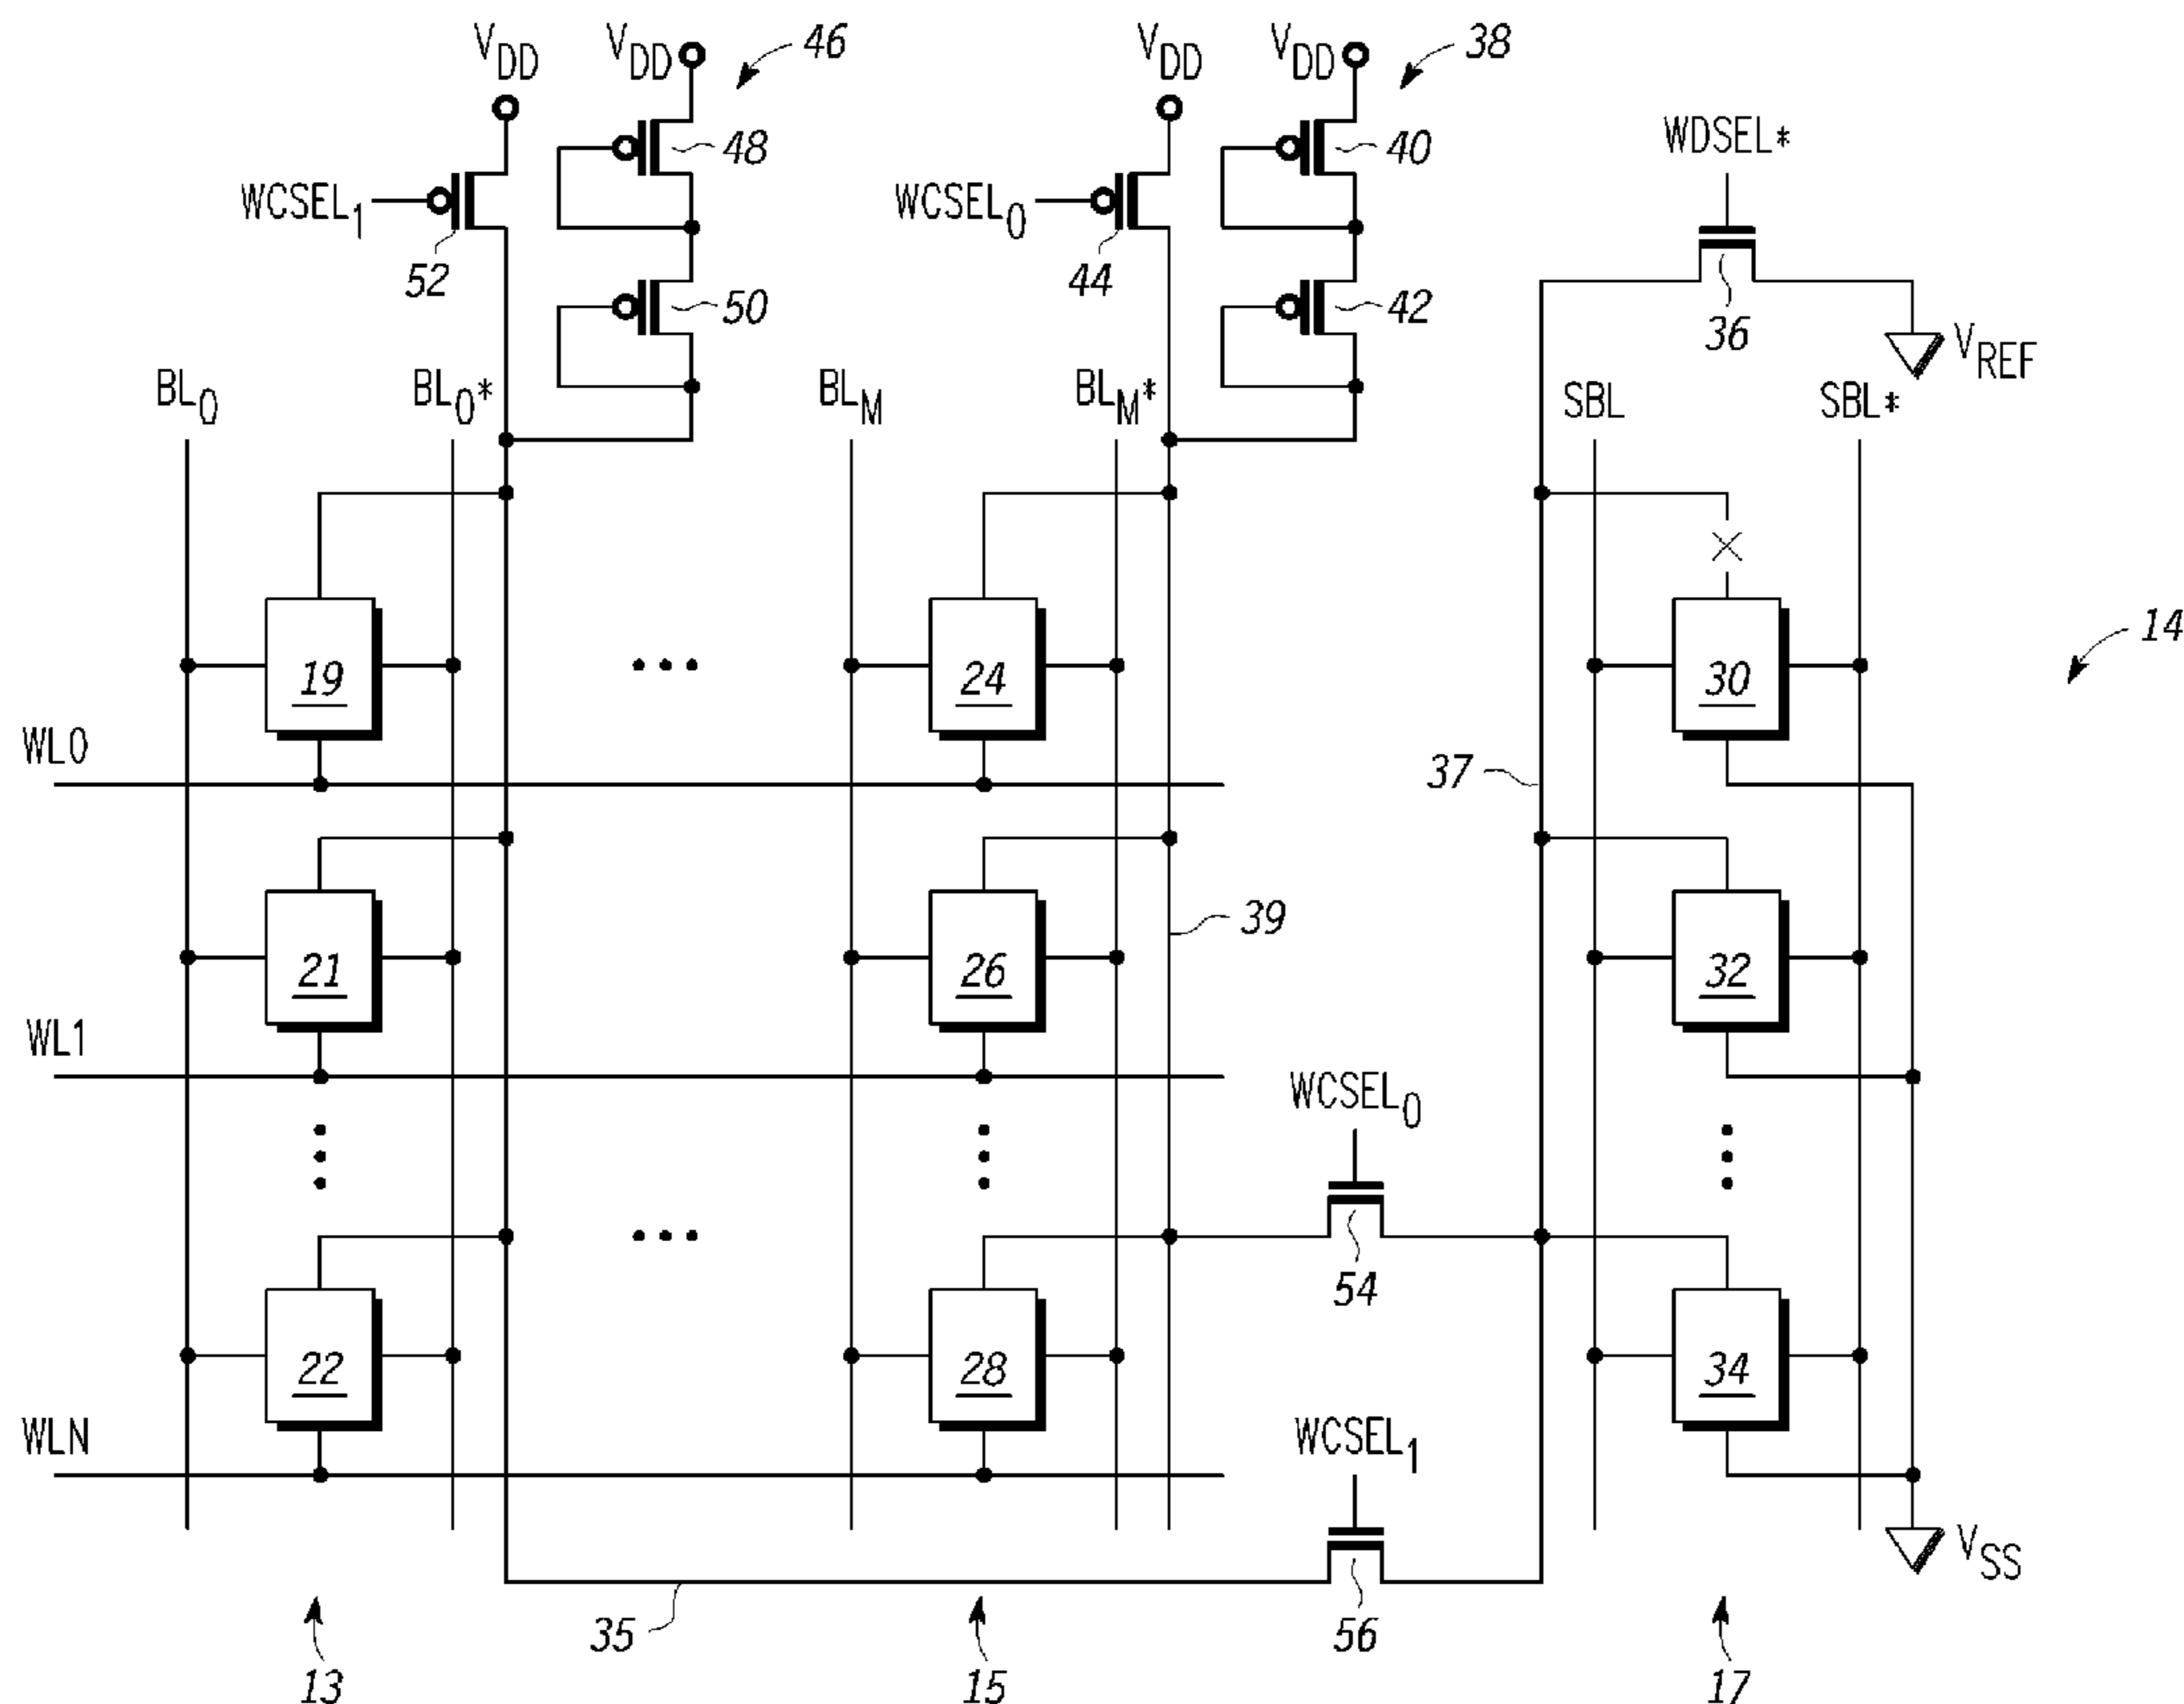 VDD VDD 46 VDD VDD 38
48 40 WDSEL*
WCSEL1 WCSEL0
52 50 44 42 36 VREF
BL0 BL0* BLM BLM* SBL SBL*
14
19 ... 24 30
WL0 37
39
21 26 32
WL1
WCSEL0
... 54
22 28 34
WLN WCSEL1
VSS
35 56
13 15 17